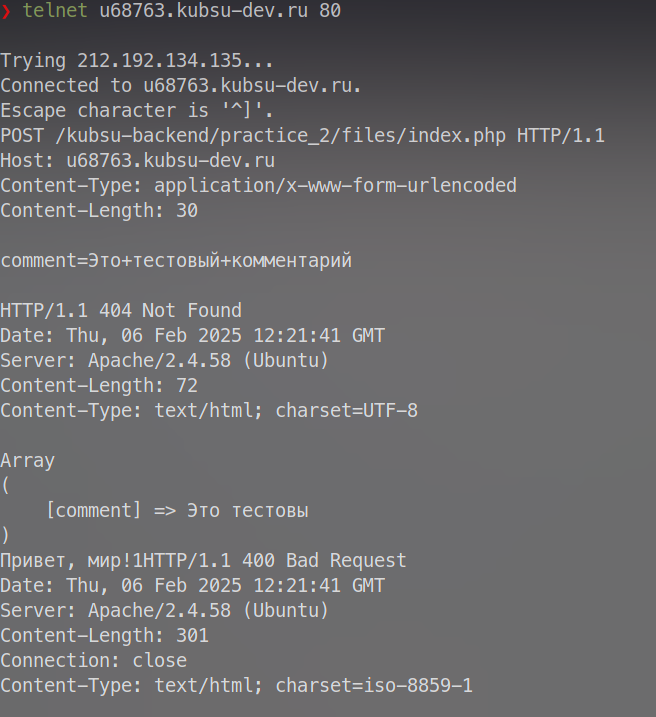 ❯ telnet u68763.kubsu-dev.ru 80
Trying 212.192.134.135...
Connected to u68763.kubsu-dev.ru.
Escape character is '^]'.
POST /kubsu-backend/practice_2/files/index.php HTTP/1.1
Host: u68763.kubsu-dev.ru
Content-Type: application/x-www-form-urlencoded
Content-Length: 30
comment=Это+тестовый+комментарий
HTTP/1.1 404 Not Found
Date: Thu, 06 Feb 2025 12:21:41 GMT
Server: Apache/2.4.58 (Ubuntu)
Content-Length: 72
Content-Type: text/html; charset=UTF-8
Array
(
[comment] => Это тестовы
)
Привет, мир!1HTTP/1.1 400 Bad Request
Date: Thu, 06 Feb 2025 12:21:41 GMT
Server: Apache/2.4.58 (Ubuntu)
Content-Length: 301
Connection: close
Content-Type: text/html; charset=iso-8859-1